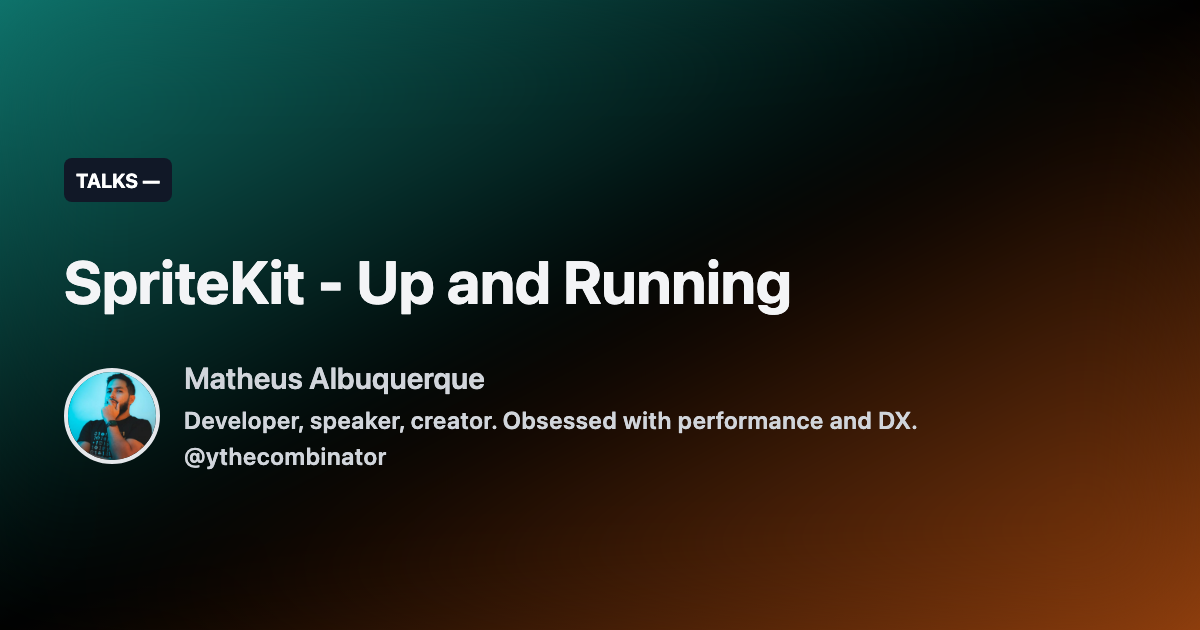 TALKS —
SpriteKit - Up and Running
Matheus Albuquerque
Developer, speaker, creator. Obsessed with performance and DX.
@ythecombinator